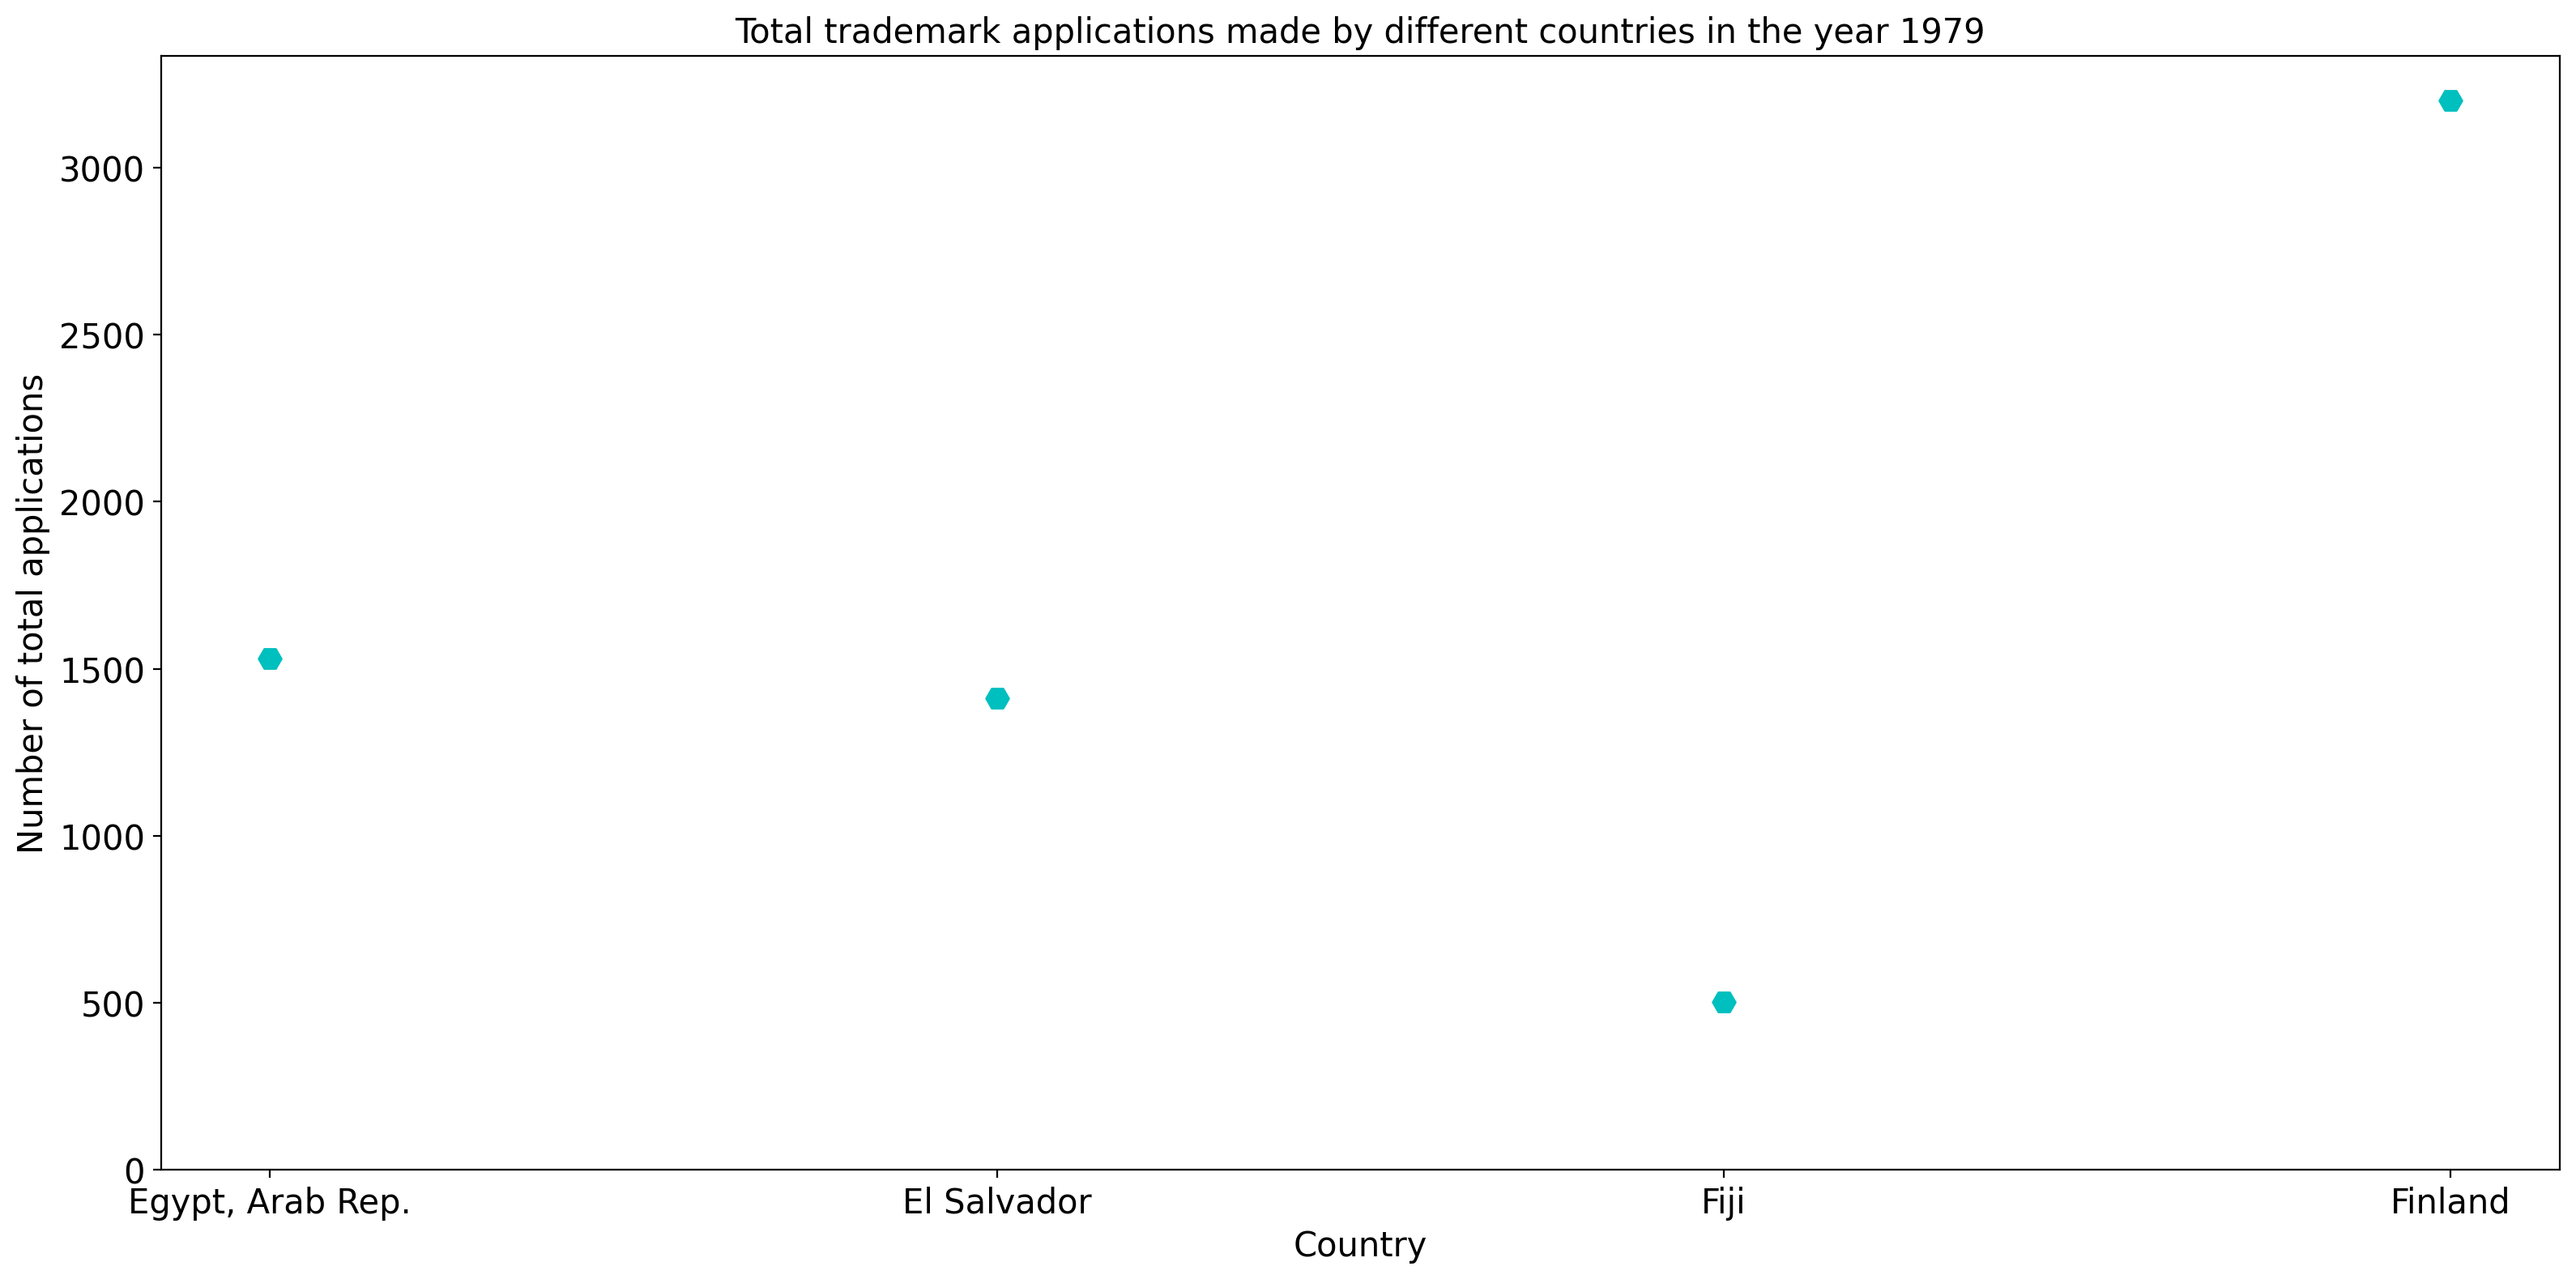 Total trademark applications made by different countries in the year 1979
Number of total applications
3000
2500
2000
1500
1000
500
0
Egypt, Arab Rep.
El Salvador
Fiji
Finland
Country